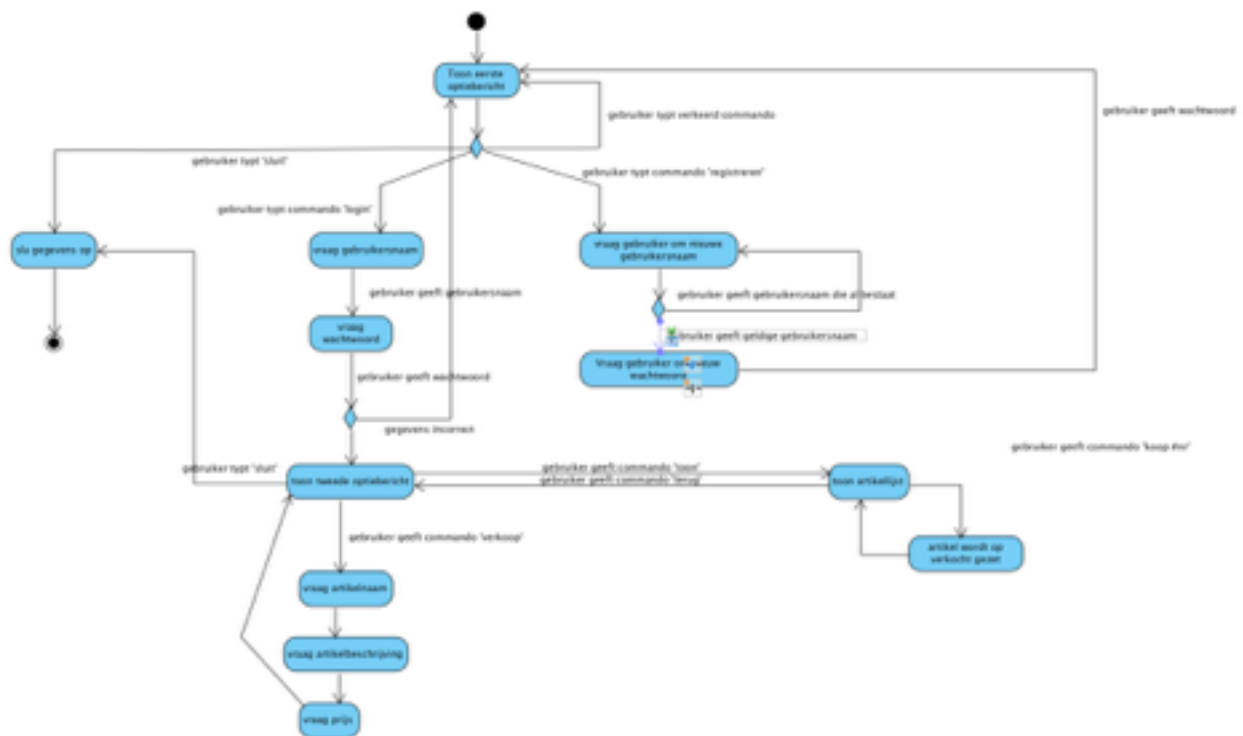 Toon eerste
optiebericht
gebruiker geeft wachtwoord
gebruiker typt verkeerd commando
gebruiker typt 'sluit'
gebruiker typt commando 'registreren'
gebruiker typt commando 'login'
sla gegevens op
vraag gebruikersnaam
vraag gebruiker om nieuwe
gebruikersnaam
gebruiker geeft gebruikersnaam
gebruiker geeft gebruikersnaam die al bestaat
vraag
wachtwoord
bruiker geeft geldige gebruikersnaam
Vraag gebruiker om nieuw
wachtwoord
gebruiker geeft wachtwoord
gegevens incorrect
gebruiker geeft commando 'koop #nr'
gebruiker typt 'sluit'
gebruiker geeft commando 'toon'
gebruiker geeft commando 'terug'
toon tweede optiebericht
toon artikellijst
gebruiker geeft commando 'verkoop'
artikel wordt op
verkocht gezet
vraag artikelnaam
vraag artikelbeschrijving
vraag prijs